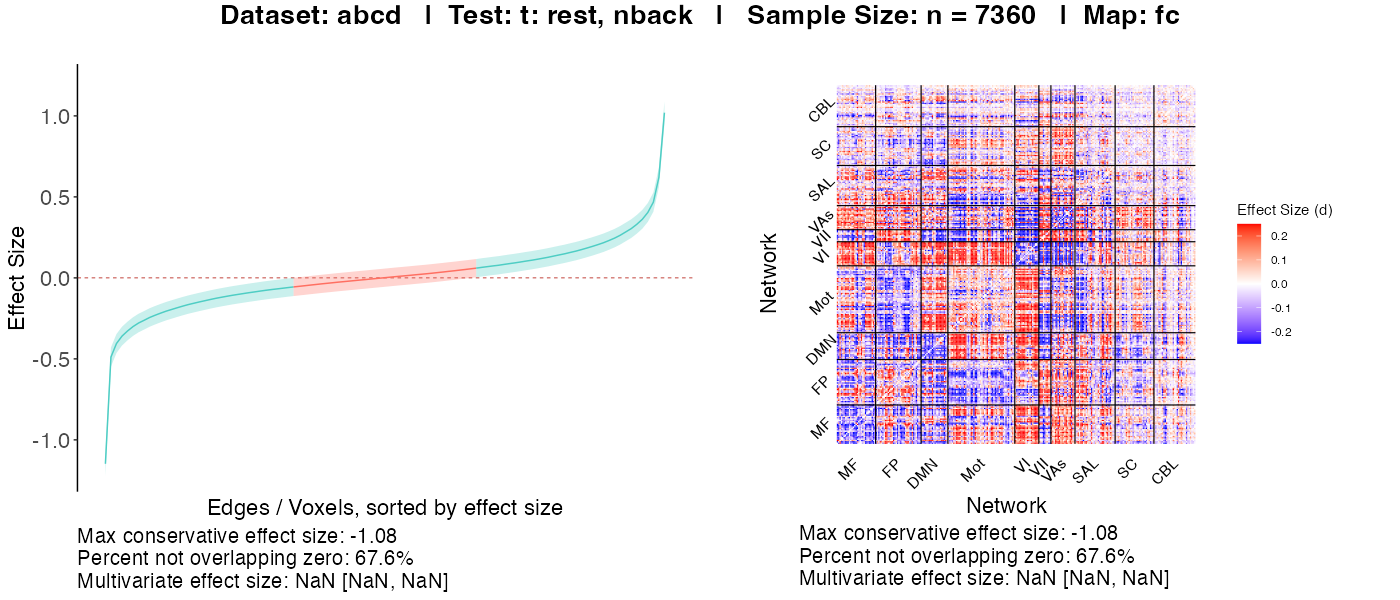 Dataset: abcd | Test: t: rest, nback | Sample Size: n = 7360 | Map: fc
Effect Size
1.0
0.5
0.0
-0.5
-1.0
Edges / Voxels, sorted by effect size
Max conservative effect size: -1.08
Percent not overlapping zero: 67.6%
Multivariate effect size: NaN [NaN, NaN]
Network
CBL
SC
SAL
VAs
VII
VI
Mot
DMN
FP
MF
MF FP DMN Mot VI VII VAs SAL SC CBL
Network
Max conservative effect size: -1.08
Percent not overlapping zero: 67.6%
Multivariate effect size: NaN [NaN, NaN]
Effect Size (d)
0.2
0.1
0.0
-0.1
-0.2